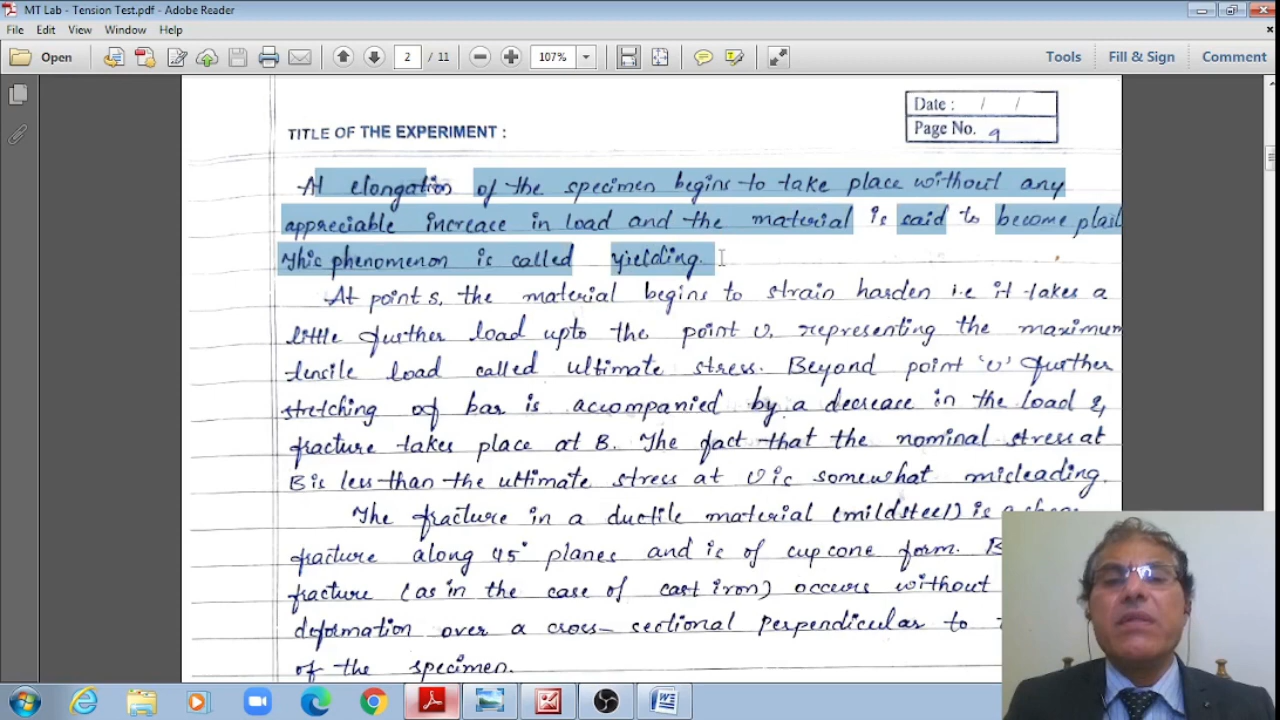 MT Lab - Tension Test.pdf - Adobe Reader
File Edit View Window Help
Open 2 / 11 107% Tools Fill & Sign Comment
Date : / /
Page No. 9
TITLE OF THE EXPERIMENT :
At elongation of the specimen begins to take place without any
appreciable increase in load and the material is said to become
This phenomenon is called yielding.
At point s, the material begins to strain harden i.e it takes a
little further load upto the point U, representing the maximum
tensile load called ultimate stress. Beyond point 'U' further
stretching of bar is accompanied by a decrease in the load &
fracture takes place at B. The fact that the nominal stress at
B is less than the ultimate stress at U is somewhat misleading.
The fracture in a ductile material (mild steel) is a
fracture along 45° planes and is of cup cone form.
fracture (as in the case of cast iron) occurs without
deformation over a cross-sectional perpendicular to
of the specimen.